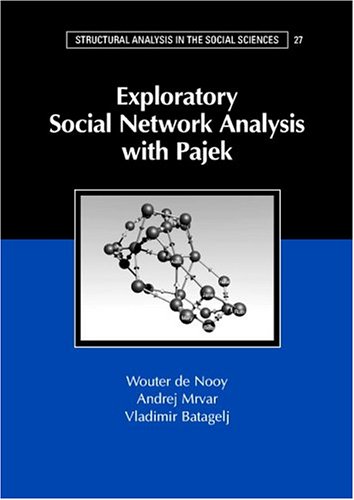 STRUCTURAL ANALYSIS IN THE SOCIAL SCIENCES 27
Exploratory
Social Network Analysis
with Pajek
Wouter de Nooy
Andrej Mrvar
Vladimir Batagelj